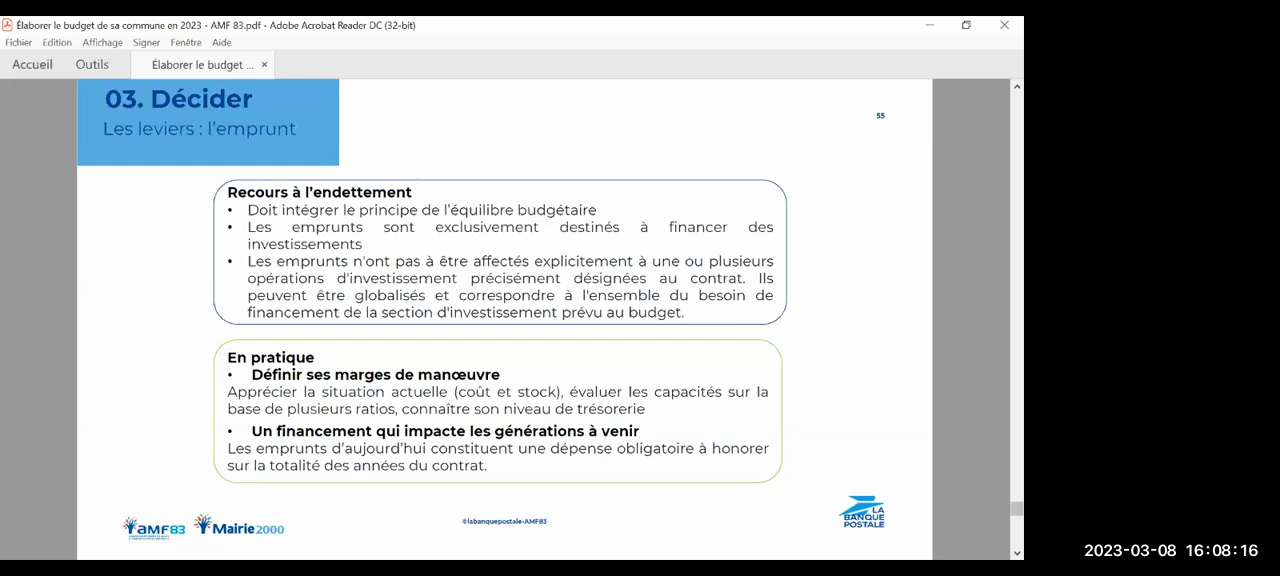 Élaborer le budget de sa commune en 2023 - AMF 83.pdf - Adobe Acrobat Reader DC (32-bit)
Fichier Edition Affichage Signer Fenêtre Aide
Accueil Outils Élaborer le budget ... ×
03. Décider
Les leviers : l'emprunt
55
Recours à l'endettement
• Doit intégrer le principe de l'équilibre budgétaire
• Les emprunts sont exclusivement destinés à financer des
investissements
• Les emprunts n'ont pas à être affectés explicitement à une ou plusieurs
opérations d'investissement précisément désignées au contrat. Ils
peuvent être globalisés et correspondre à l'ensemble du besoin de
financement de la section d'investissement prévu au budget.
En pratique
• Définir ses marges de manœuvre
Apprécier la situation actuelle (coût et stock), évaluer les capacités sur la
base de plusieurs ratios, connaître son niveau de trésorerie
• Un financement qui impacte les générations à venir
Les emprunts d'aujourd'hui constituent une dépense obligatoire à honorer
sur la totalité des années du contrat.
AMF83
Mairie2000
©labanquepostale-AMF83
LA
BANQUE
POSTALE
2023-03-08 16:08:16